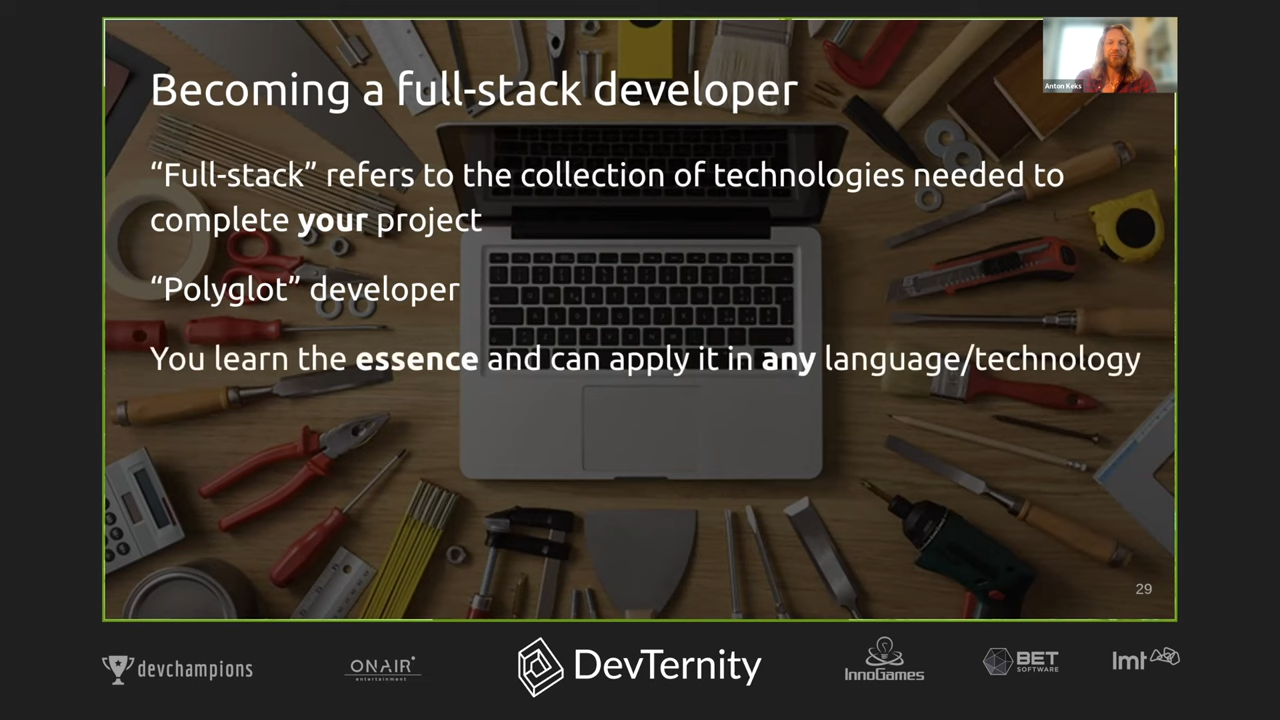 Becoming a full-stack developer
Anton Keks
“Full-stack” refers to the collection of technologies needed to
complete your project
“Polyglot” developer
You learn the essence and can apply it in any language/technology
29
devchampions
ONAIR
entertainment
DevTernity
INNOGAMES
BET
SOFTWARE
lmt